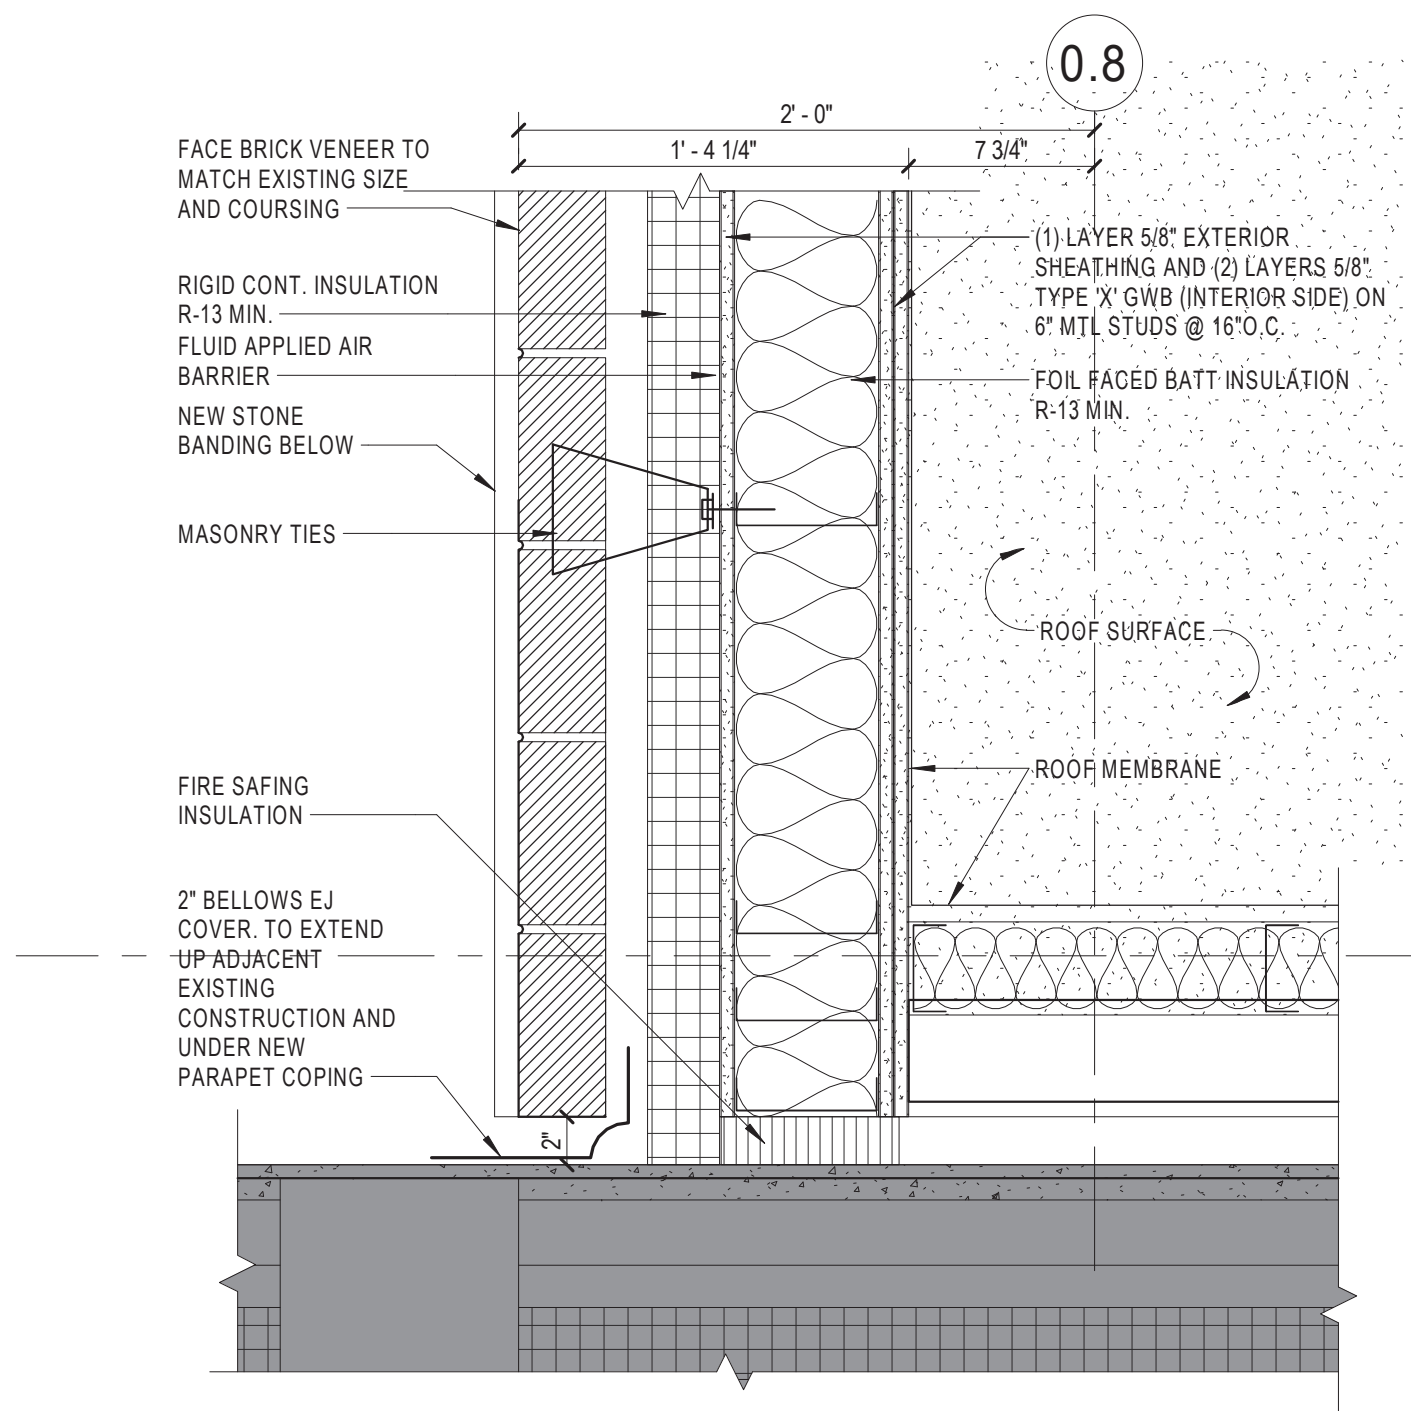 0.8
2' - 0"
1' - 4 1/4"
7 3/4"
FACE BRICK VENEER TO
MATCH EXISTING SIZE
AND COURSING
RIGID CONT. INSULATION
R-13 MIN.
FLUID APPLIED AIR
BARRIER
NEW STONE
BANDING BELOW
MASONRY TIES
FIRE SAFING
INSULATION
2" BELLOWS EJ
COVER. TO EXTEND
UP ADJACENT
EXISTING
CONSTRUCTION AND
UNDER NEW
PARAPET COPING
2"
(1) LAYER 5/8" EXTERIOR
SHEATHING AND (2) LAYERS 5/8"
TYPE 'X' GWB (INTERIOR SIDE) ON
6" MTL STUDS @ 16"O.C.
FOIL FACED BATT INSULATION
R-13 MIN.
ROOF SURFACE
ROOF MEMBRANE